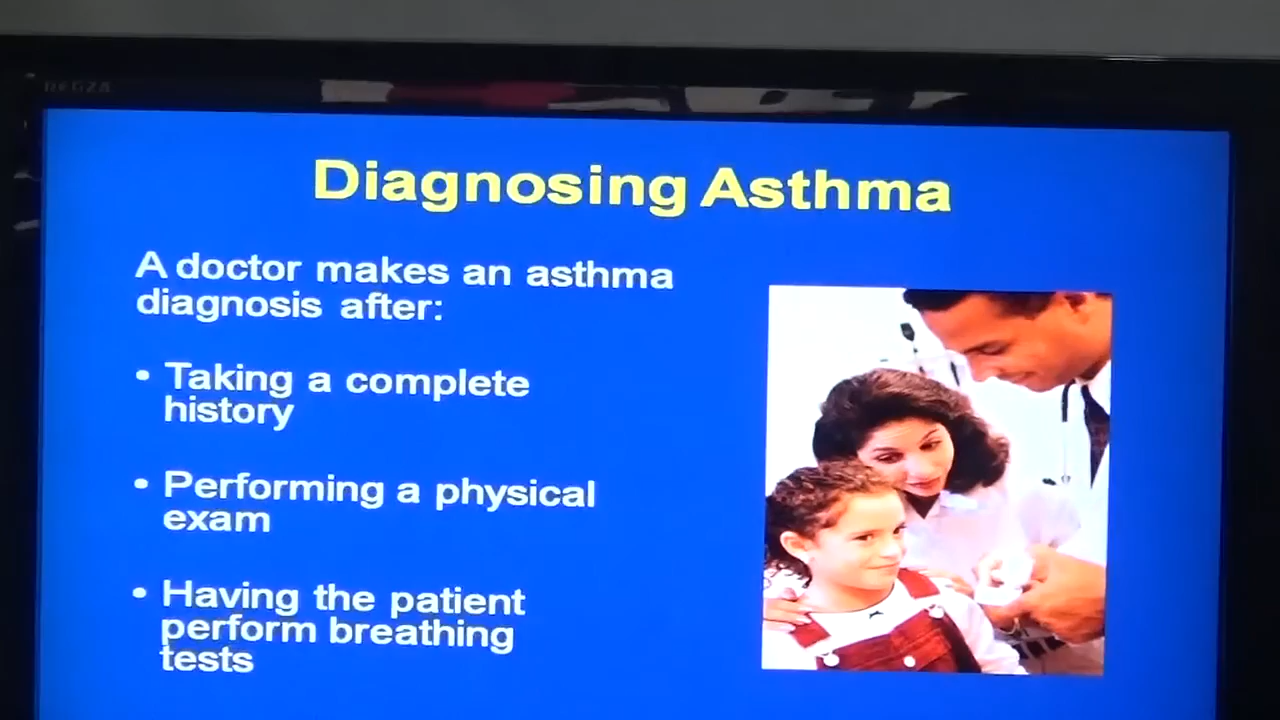 REGZA
Diagnosing Asthma
A doctor makes an asthma
diagnosis after:
• Taking a complete
history
• Performing a physical
exam
• Having the patient
perform breathing
tests